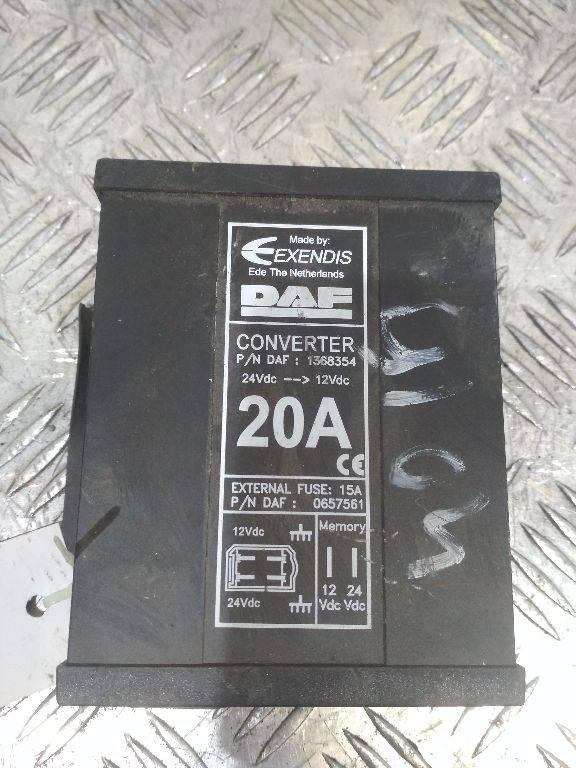 Made by:
EXENDIS
Ede The Netherlands
DAF
CONVERTER
P/N DAF : 1368354
24Vdc --> 12Vdc
20A
CE
EXTERNAL FUSE: 15A
P/N DAF : 0657561
12Vdc
Memory
12 24
24Vdc
Vdc Vdc